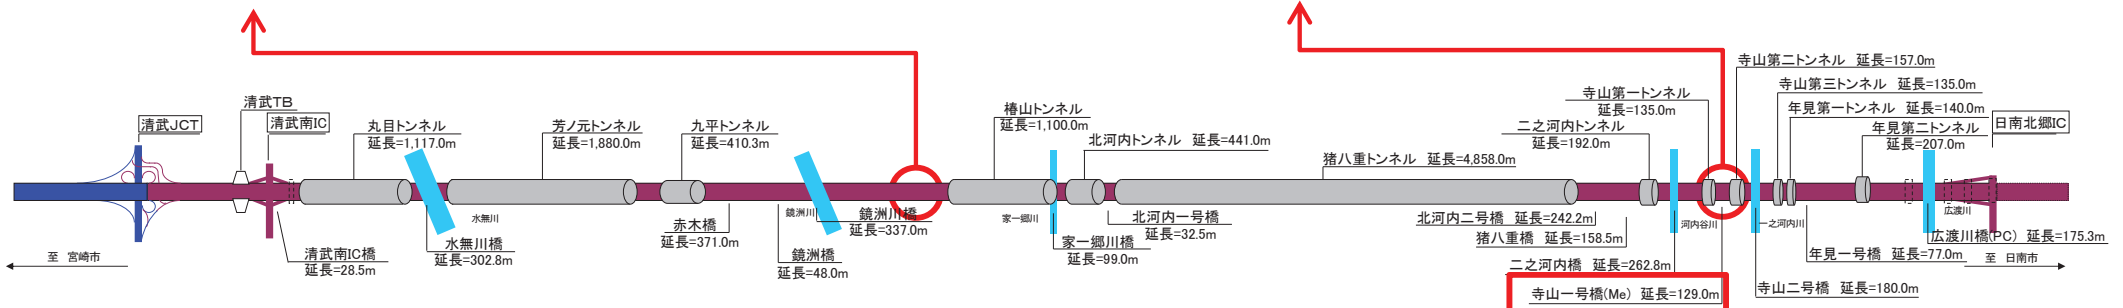 寺山第二トンネル 延長=157.0m
寺山第三トンネル 延長=135.0m
寺山第一トンネル
延長=135.0m
年見第一トンネル 延長=140.0m
清武TB
清武JCT
清武南IC
丸目トンネル
延長=1,117.0m
芳ノ元トンネル
延長=1,880.0m
九平トンネル
延長=410.3m
椿山トンネル
延長=1,100.0m
北河内トンネル 延長=441.0m
猪八重トンネル 延長=4,858.0m
二之河内トンネル
延長=192.0m
年見第二トンネル
延長=207.0m
日南北郷IC
水無川
鏡洲川
家一郷川
河内谷川
一之河内川
広渡川
至 宮崎市
清武南IC橋
延長=28.5m
水無川橋
延長=302.8m
赤木橋
延長=371.0m
鏡洲橋
延長=48.0m
鏡洲川橋
延長=337.0m
家一郷川橋
延長=99.0m
北河内一号橋
延長=32.5m
北河内二号橋 延長=242.2m
猪八重橋 延長=158.5m
二之河内橋 延長=262.8m
寺山一号橋(Me) 延長=129.0m
寺山二号橋 延長=180.0m
年見一号橋 延長=77.0m
広渡川橋(PC) 延長=175.3m
至 日南市